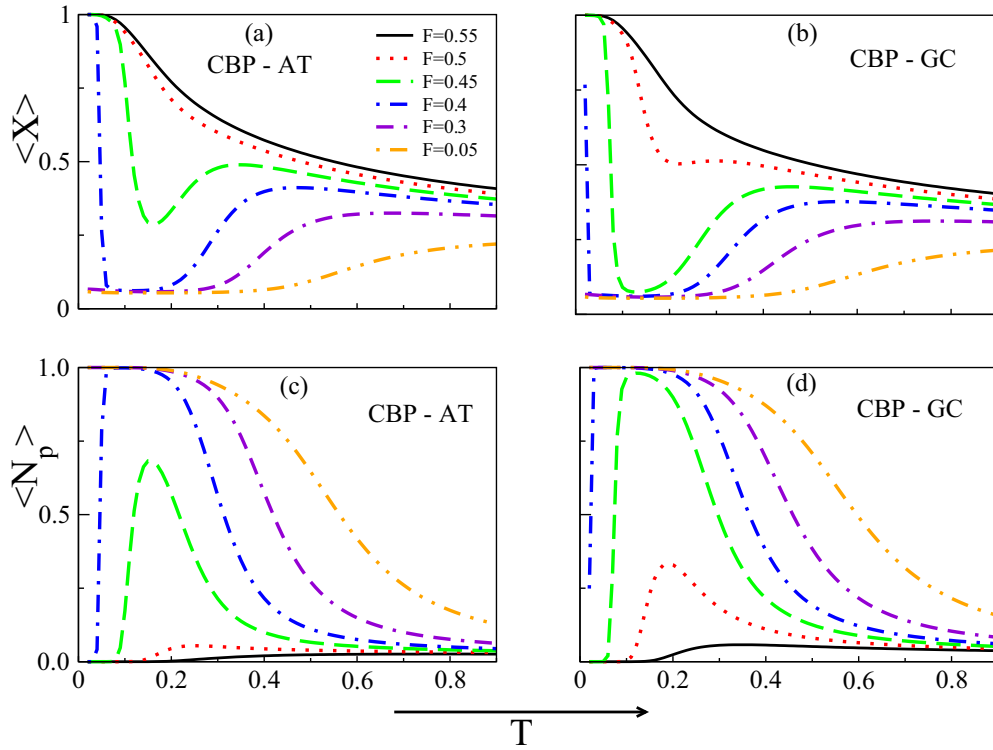 (a)
CBP - AT
F=0.55
F=0.5
F=0.45
F=0.4
F=0.3
F=0.05
1
0.5
0
<X>
(b)
CBP - GC
1.0
0.5
0.0
<N_p>
(c)
CBP - AT
0 0.2 0.4 0.6 0.8
(d)
CBP - GC
0 0.2 0.4 0.6 0.8
T